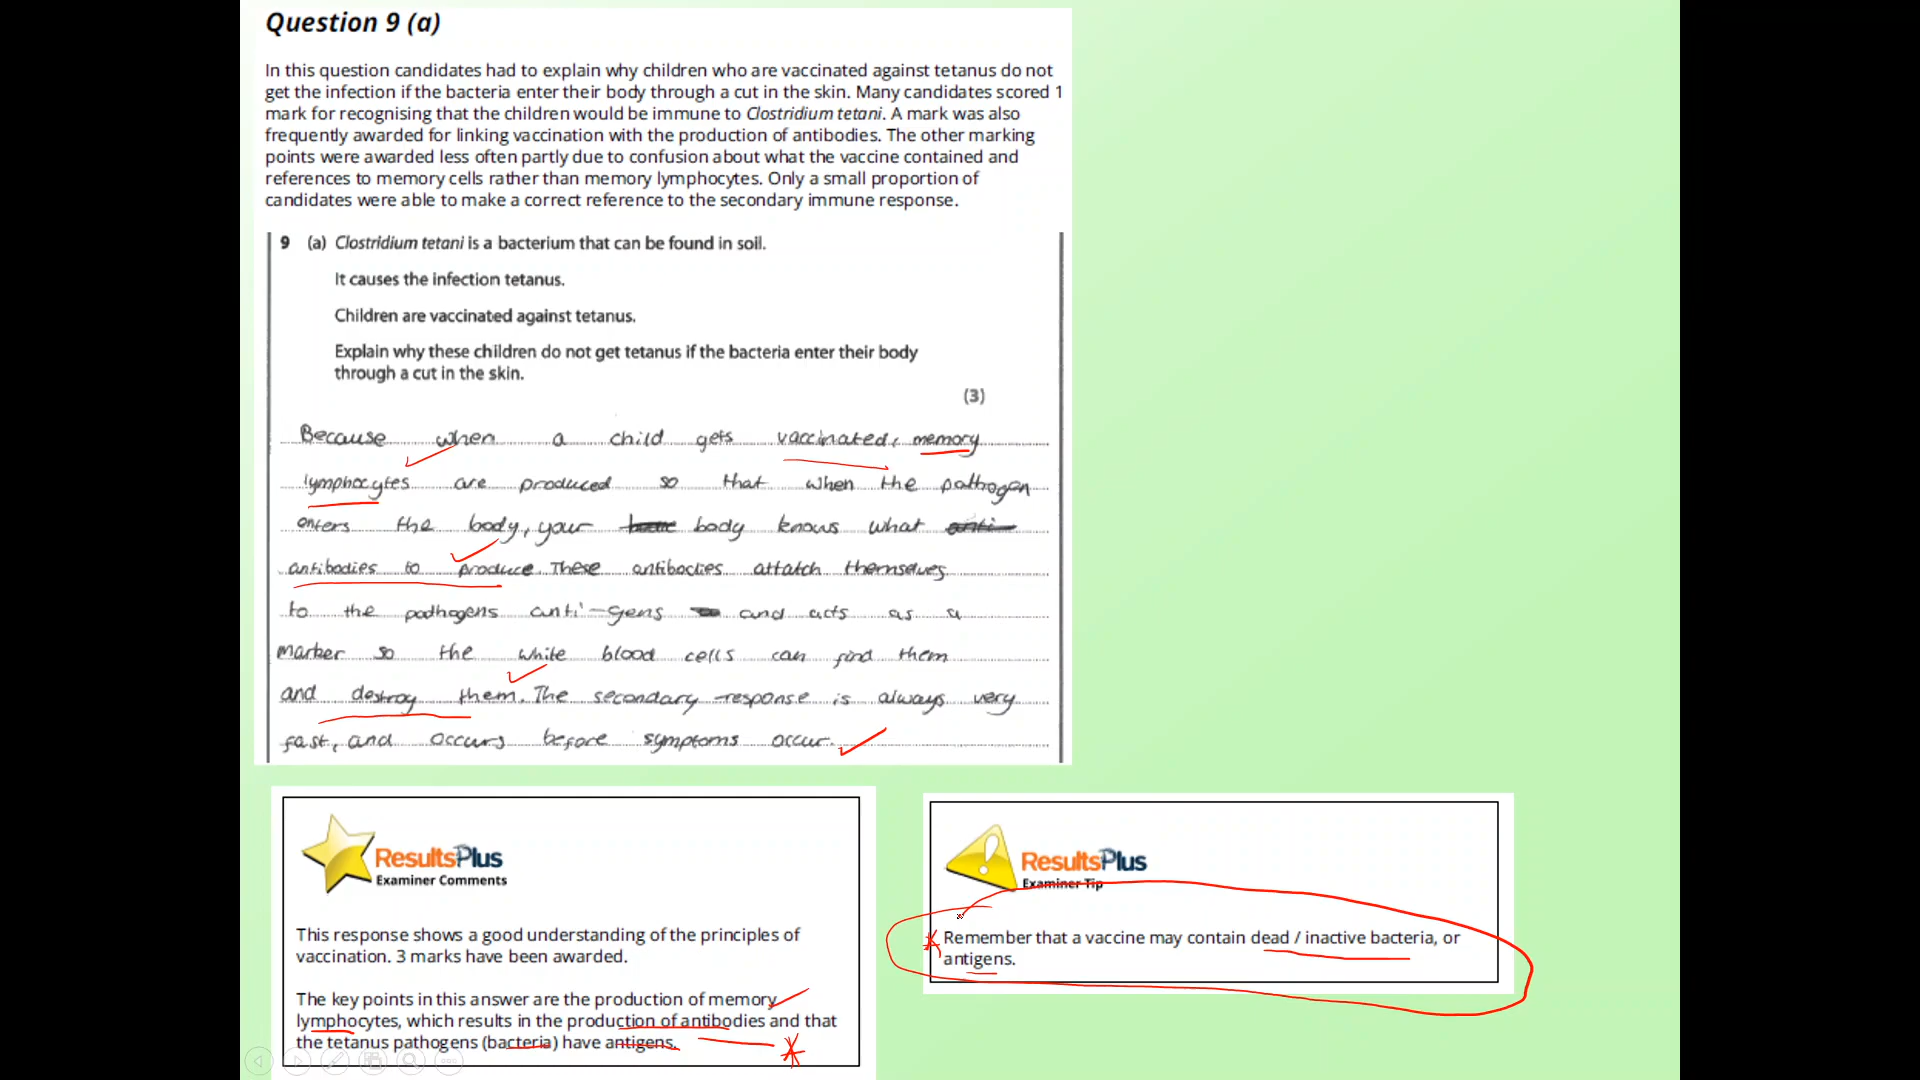 Question 9 (a)
In this question candidates had to explain why children who are vaccinated against tetanus do not
get the infection if the bacteria enter their body through a cut in the skin. Many candidates scored 1
mark for recognising that the children would be immune to Clostridium tetani. A mark was also
frequently awarded for linking vaccination with the production of antibodies. The other marking
points were awarded less often partly due to confusion about what the vaccine contained and
references to memory cells rather than memory lymphocytes. Only a small proportion of
candidates were able to make a correct reference to the secondary immune response.
9 (a) Clostridium tetani is a bacterium that can be found in soil.
It causes the infection tetanus.
Children are vaccinated against tetanus.
Explain why these children do not get tetanus if the bacteria enter their body
through a cut in the skin.
(3)
Because when a child gets vaccinated, memory
lymphocytes are produced so that when the pathogen
enters the body, your body knows what
antibodies to produce. These antibodies attatch themselves
to the pathogens anti-gens and acts as a
marker so the white blood cells can find them
and destroy them. The secondary response is always very
fast, and occurs before symptoms occur.
ResultsPlus
Examiner Comments
This response shows a good understanding of the principles of
vaccination. 3 marks have been awarded.
The key points in this answer are the production of memory
lymphocytes, which results in the production of antibodies and that
the tetanus pathogens (bacteria) have antigens.
ResultsPlus
Examiner Tip
Remember that a vaccine may contain dead / inactive bacteria, or
antigens.